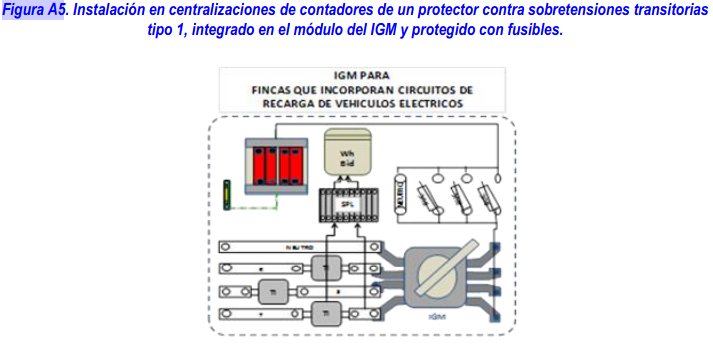 Figura A5. Instalación en centralizaciones de contadores de un protector contra sobretensiones transitorias
tipo 1, integrado en el módulo del IGM y protegido con fusibles.
IGM PARA
FINCAS QUE INCORPORAN CIRCUITOS DE
RECARGA DE VEHICULOS ELECTRICOS
Wh
Bid
SPL
NEUTRO
NEUTRO
R
TI
TI
S
T
TI
IGM